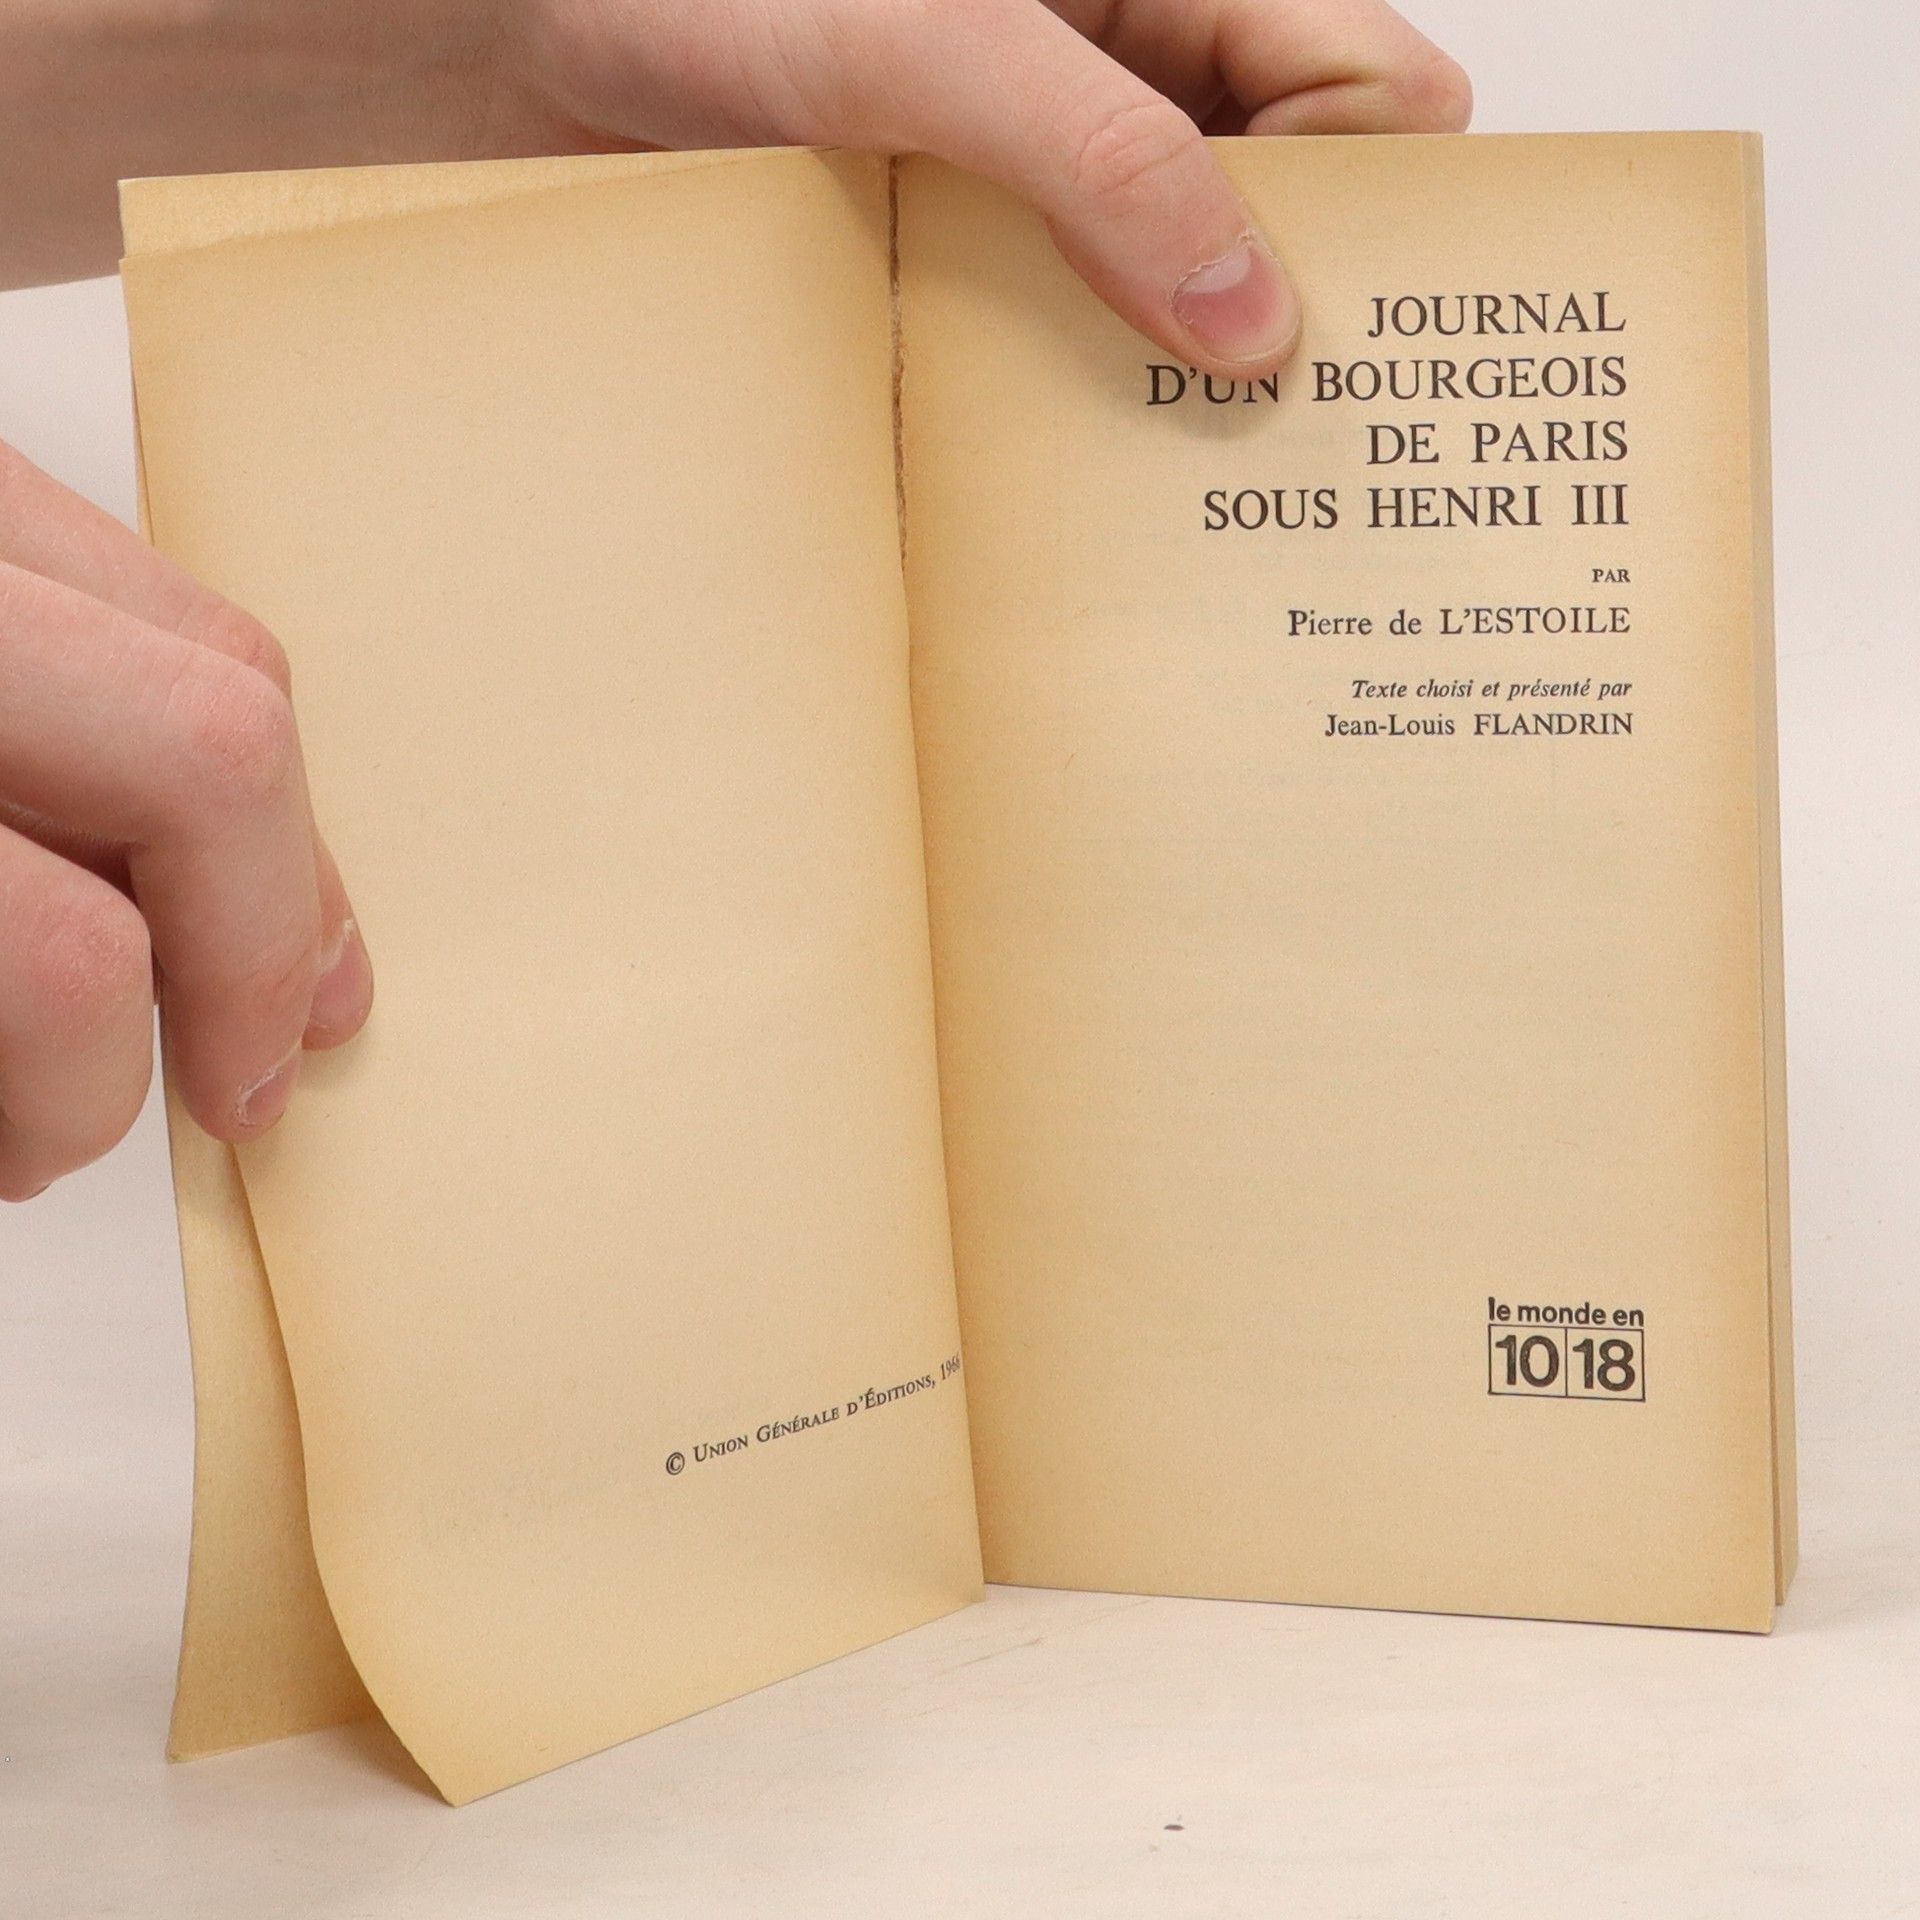 © UNION GÉNÉRALE D'ÉDITIONS, 1966
JOURNAL
D'UN BOURGEOIS
DE PARIS
SOUS HENRI III
PAR
Pierre de L'ESTOILE
Texte choisi et présenté par
Jean-Louis FLANDRIN
le monde en
10 18